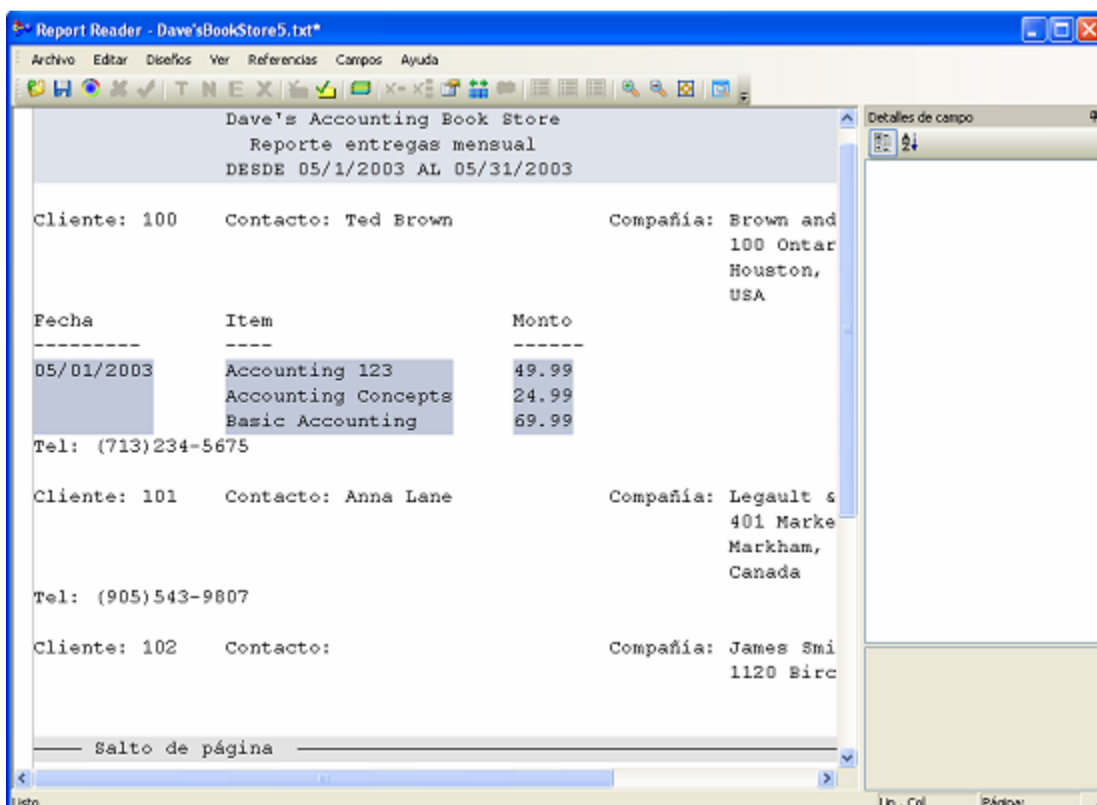 Report Reader - Dave'sBookStore5.txt*
Archivo Editar Diseños Ver Referencias Campos Ayuda
T N E X
Dave's Accounting Book Store
Reporte entregas mensual
DESDE 05/1/2003 AL 05/31/2003
Detalles de campo
Cliente: 100 Contacto: Ted Brown Compañía: Brown and
100 Ontar
Houston,
USA
Fecha Item Monto
--------- ---- ------
05/01/2003 Accounting 123 49.99
Accounting Concepts 24.99
Basic Accounting 69.99
Tel: (713)234-5675
Cliente: 101 Contacto: Anna Lane Compañía: Legault &
401 Marke
Markham,
Canada
Tel: (905)543-9807
Cliente: 102 Contacto: Compañía: James Smi
1120 Birc
Salto de página
Listo Lin., Col. Página: